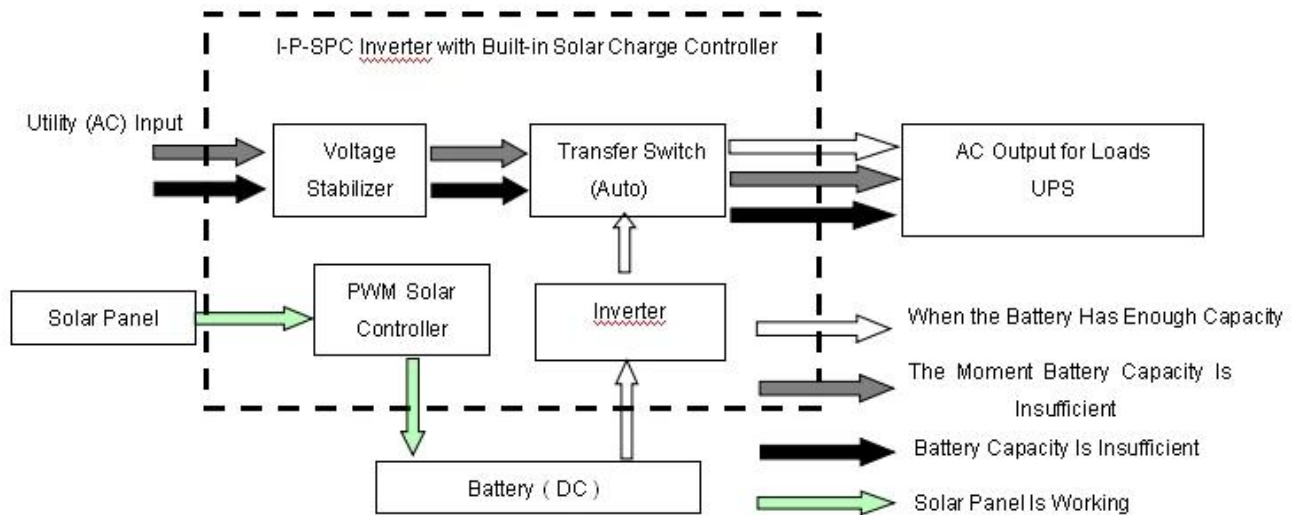 I-P-SPC Inverter with Built-in Solar Charge Controller
Utility (AC) Input
Voltage
Stabilizer
Transfer Switch
(Auto)
AC Output for Loads
UPS
Solar Panel
PWM Solar
Controller
Inverter
Battery ( DC )
When the Battery Has Enough Capacity
The Moment Battery Capacity Is
Insufficient
Battery Capacity Is Insufficient
Solar Panel Is Working